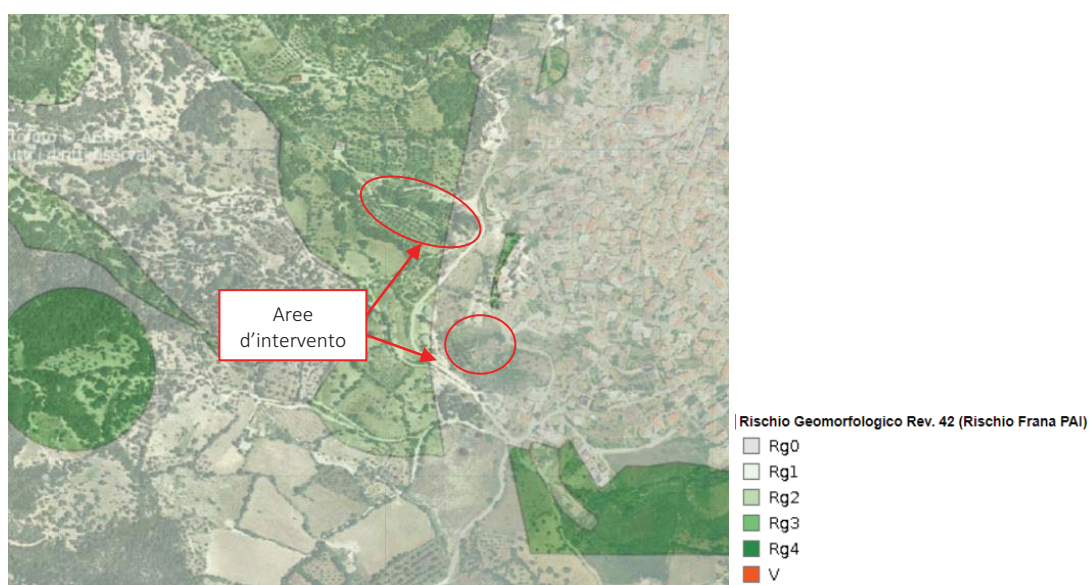 Aree
d'intervento
Rischio Geomorfologico Rev. 42 (Rischio Frana PAI)
Rg0
Rg1
Rg2
Rg3
Rg4
V